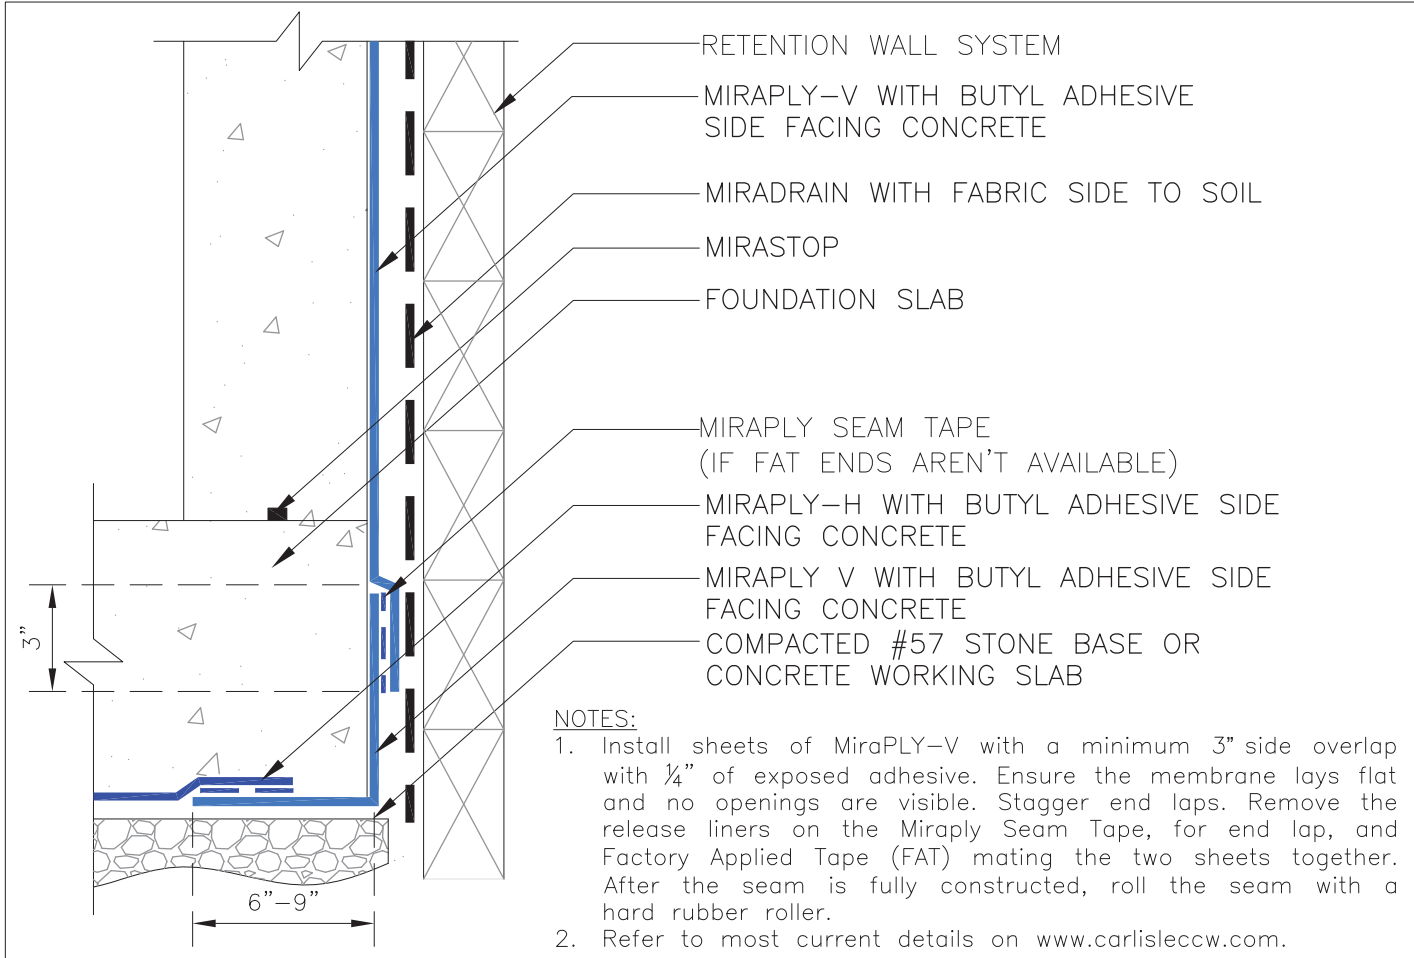 RETENTION WALL SYSTEM
MIRAPLY-V WITH BUTYL ADHESIVE
SIDE FACING CONCRETE
MIRADRAIN WITH FABRIC SIDE TO SOIL
MIRASTOP
FOUNDATION SLAB
MIRAPLY SEAM TAPE
(IF FAT ENDS AREN'T AVAILABLE)
MIRAPLY-H WITH BUTYL ADHESIVE SIDE
FACING CONCRETE
MIRAPLY V WITH BUTYL ADHESIVE SIDE
FACING CONCRETE
COMPACTED #57 STONE BASE OR
CONCRETE WORKING SLAB
3"
6"-9"
NOTES:
1. Install sheets of MiraPLY-V with a minimum 3" side overlap
with ¼" of exposed adhesive. Ensure the membrane lays flat
and no openings are visible. Stagger end laps. Remove the
release liners on the Miraply Seam Tape, for end lap, and
Factory Applied Tape (FAT) mating the two sheets together.
After the seam is fully constructed, roll the seam with a
hard rubber roller.
2. Refer to most current details on www.carlisleccw.com.